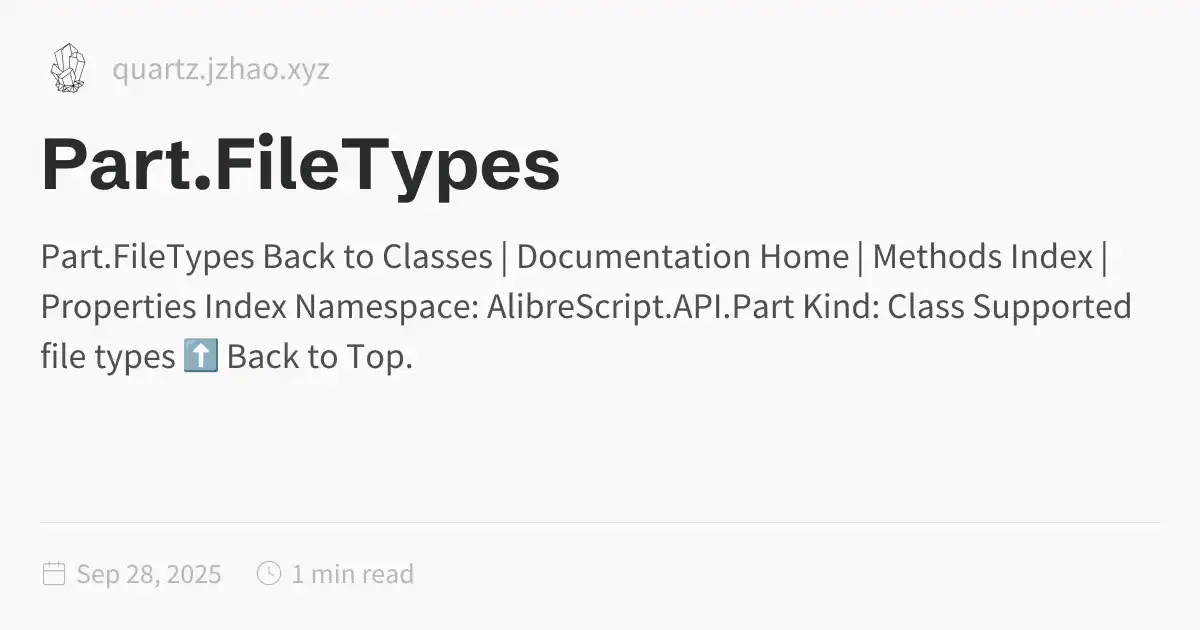 quartz.jzhao.xyz
Part.FileTypes
Part.FileTypes Back to Classes | Documentation Home | Methods Index |
Properties Index Namespace: AlibreScript.API.Part Kind: Class Supported
file types ⬆️ Back to Top.
Sep 28, 2025 1 min read